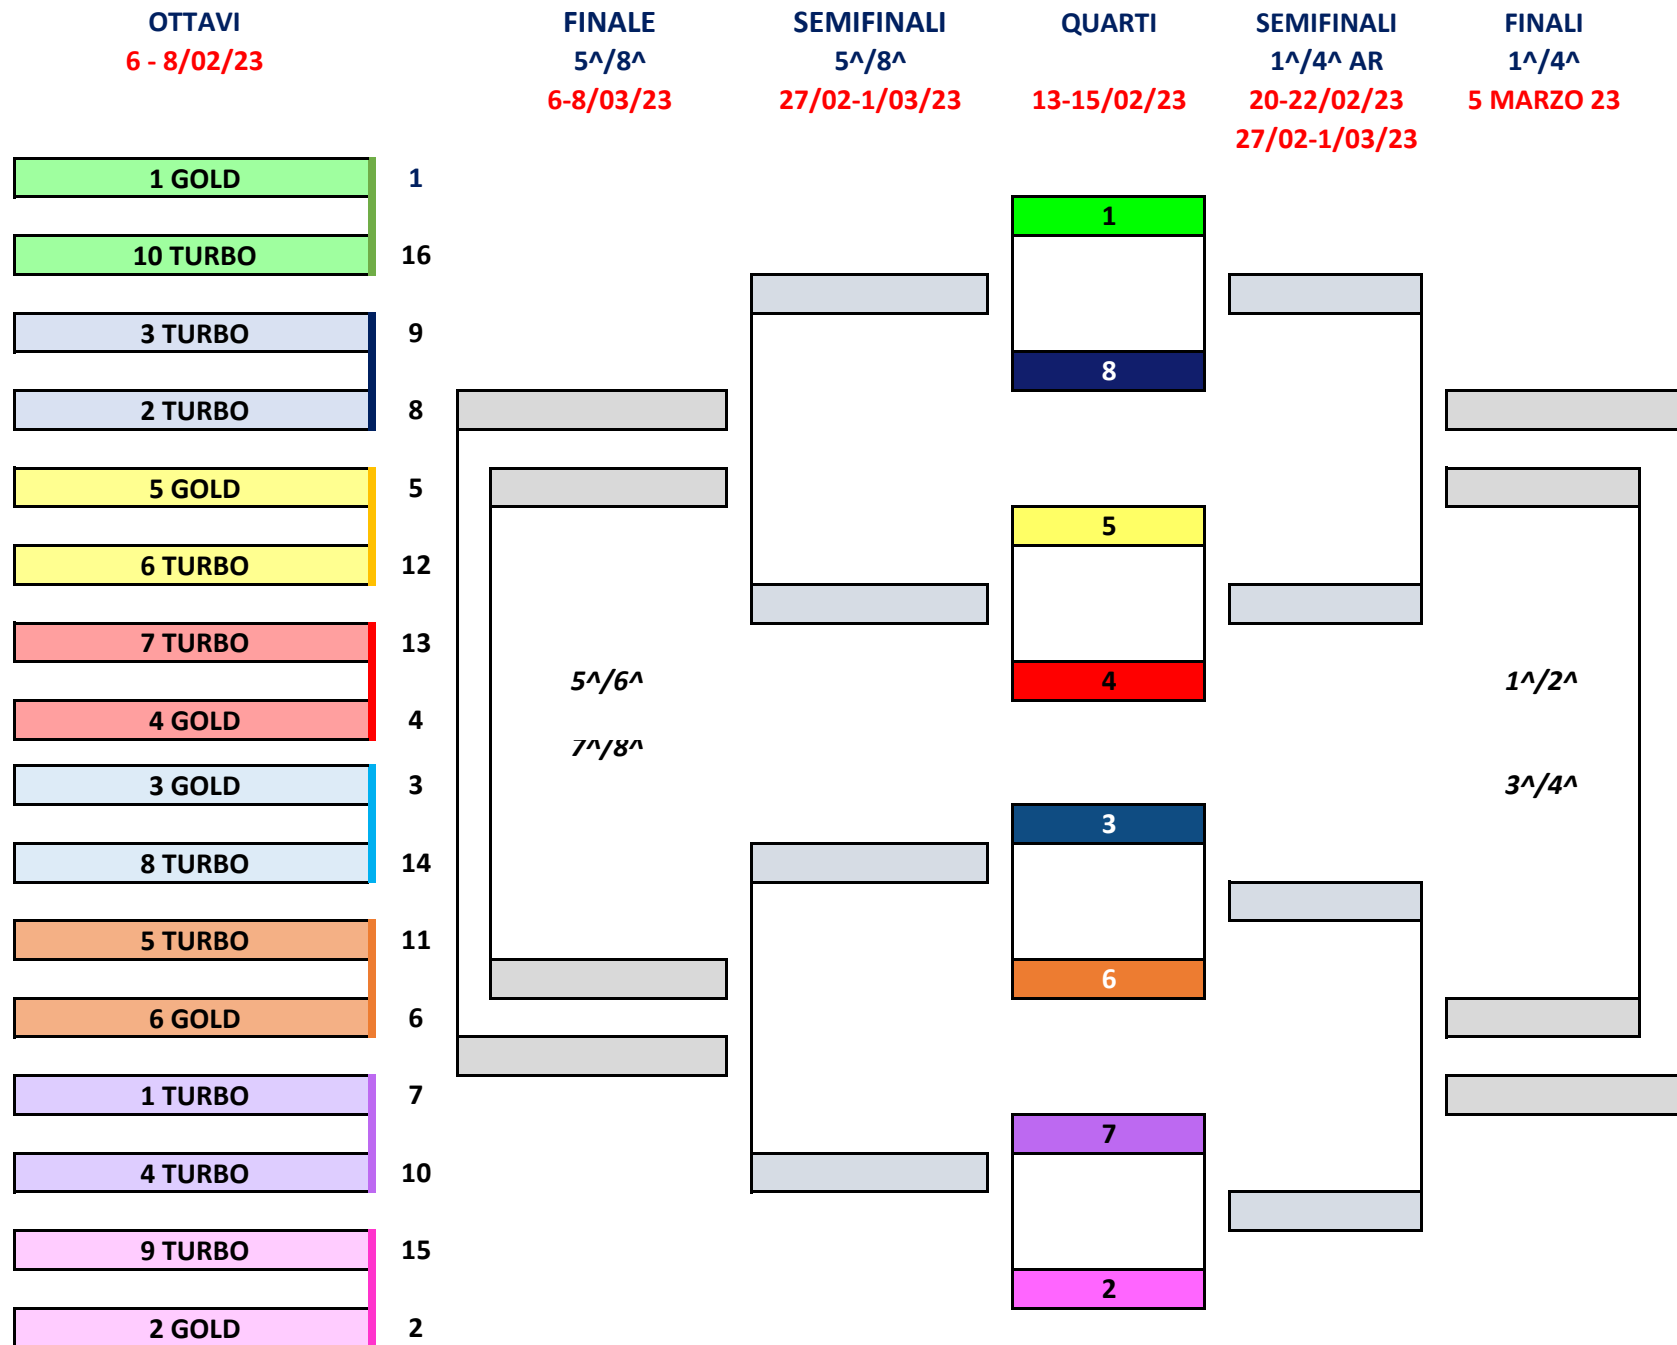 OTTAVI
6 - 8/02/23
FINALE
5^/8^
6-8/03/23
SEMIFINALI
5^/8^
27/02-1/03/23
QUARTI
13-15/02/23
SEMIFINALI
1^/4^ AR
20-22/02/23
27/02-1/03/23
FINALI
1^/4^
5 MARZO 23
1 GOLD 1
10 TURBO 16
3 TURBO 9
2 TURBO 8
5 GOLD 5
6 TURBO 12
7 TURBO 13
4 GOLD 4
3 GOLD 3
8 TURBO 14
5 TURBO 11
6 GOLD 6
1 TURBO 7
4 TURBO 10
9 TURBO 15
2 GOLD 2
5^/6^
7^/8^
1
8
5
4
3
6
7
2
1^/2^
3^/4^